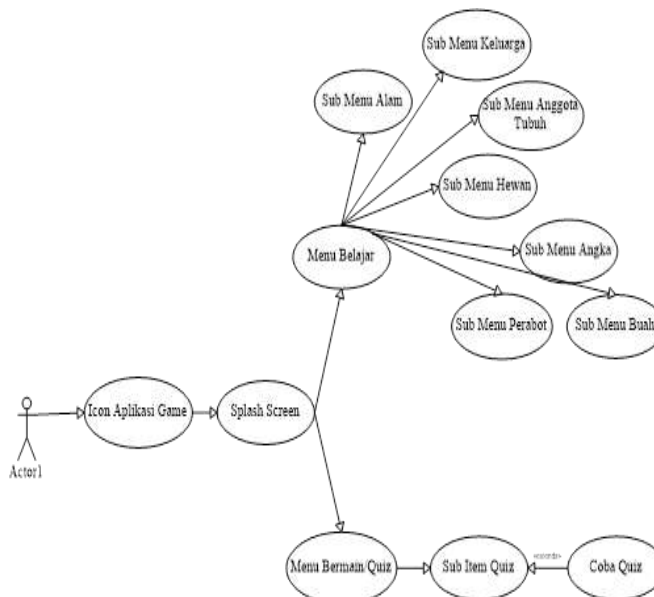 Sub Menu Keluarga
Sub Menu Alam
Sub Menu Anggota
Tubuh
Sub Menu Hewan
Menu Belajar
Sub Menu Angka
Sub Menu Perabot
Sub Menu Buah
Icon Aplikasi Game
Splash Screen
Actor1
Menu Bermain/Quiz
Sub Item Quiz
Coba Quiz